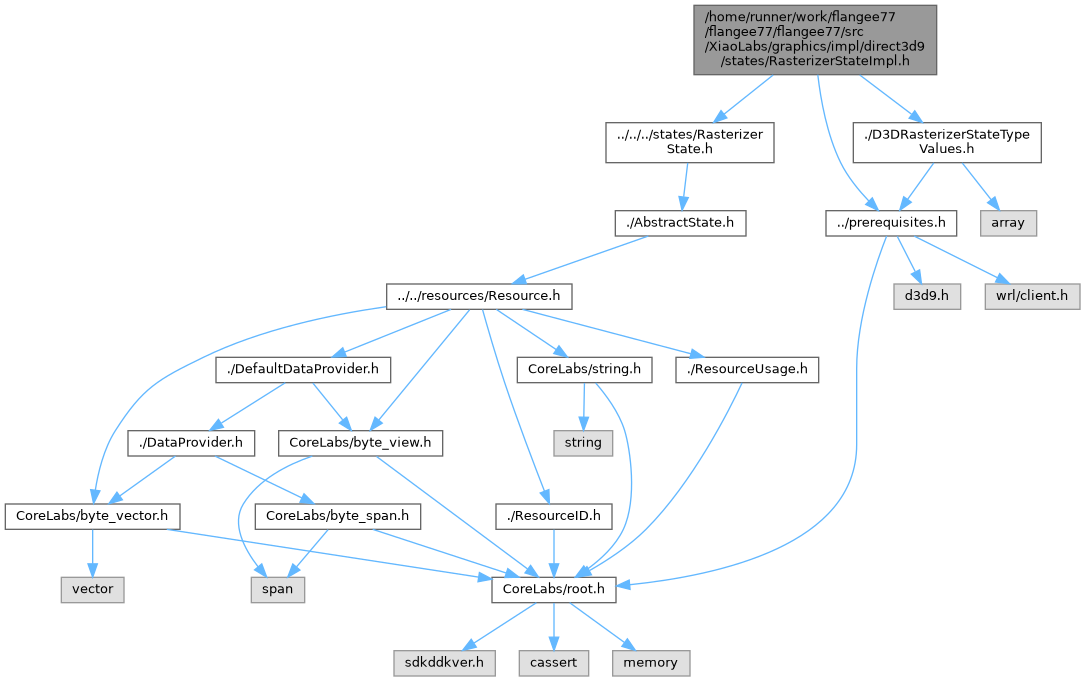 /home/runner/work/flangee77
/flangee77/flangee77/src
/XiaoLabs/graphics/impl/direct3d9
/states/RasterizerStateImpl.h
../../../states/Rasterizer
State.h
./D3DRasterizerStateType
Values.h
./AbstractState.h
../prerequisites.h
array
../../resources/Resource.h
d3d9.h
wrl/client.h
./DefaultDataProvider.h
CoreLabs/string.h
./ResourceUsage.h
./DataProvider.h
CoreLabs/byte_view.h
string
CoreLabs/byte_vector.h
CoreLabs/byte_span.h
./ResourceID.h
vector
span
CoreLabs/root.h
sdkddkver.h
cassert
memory